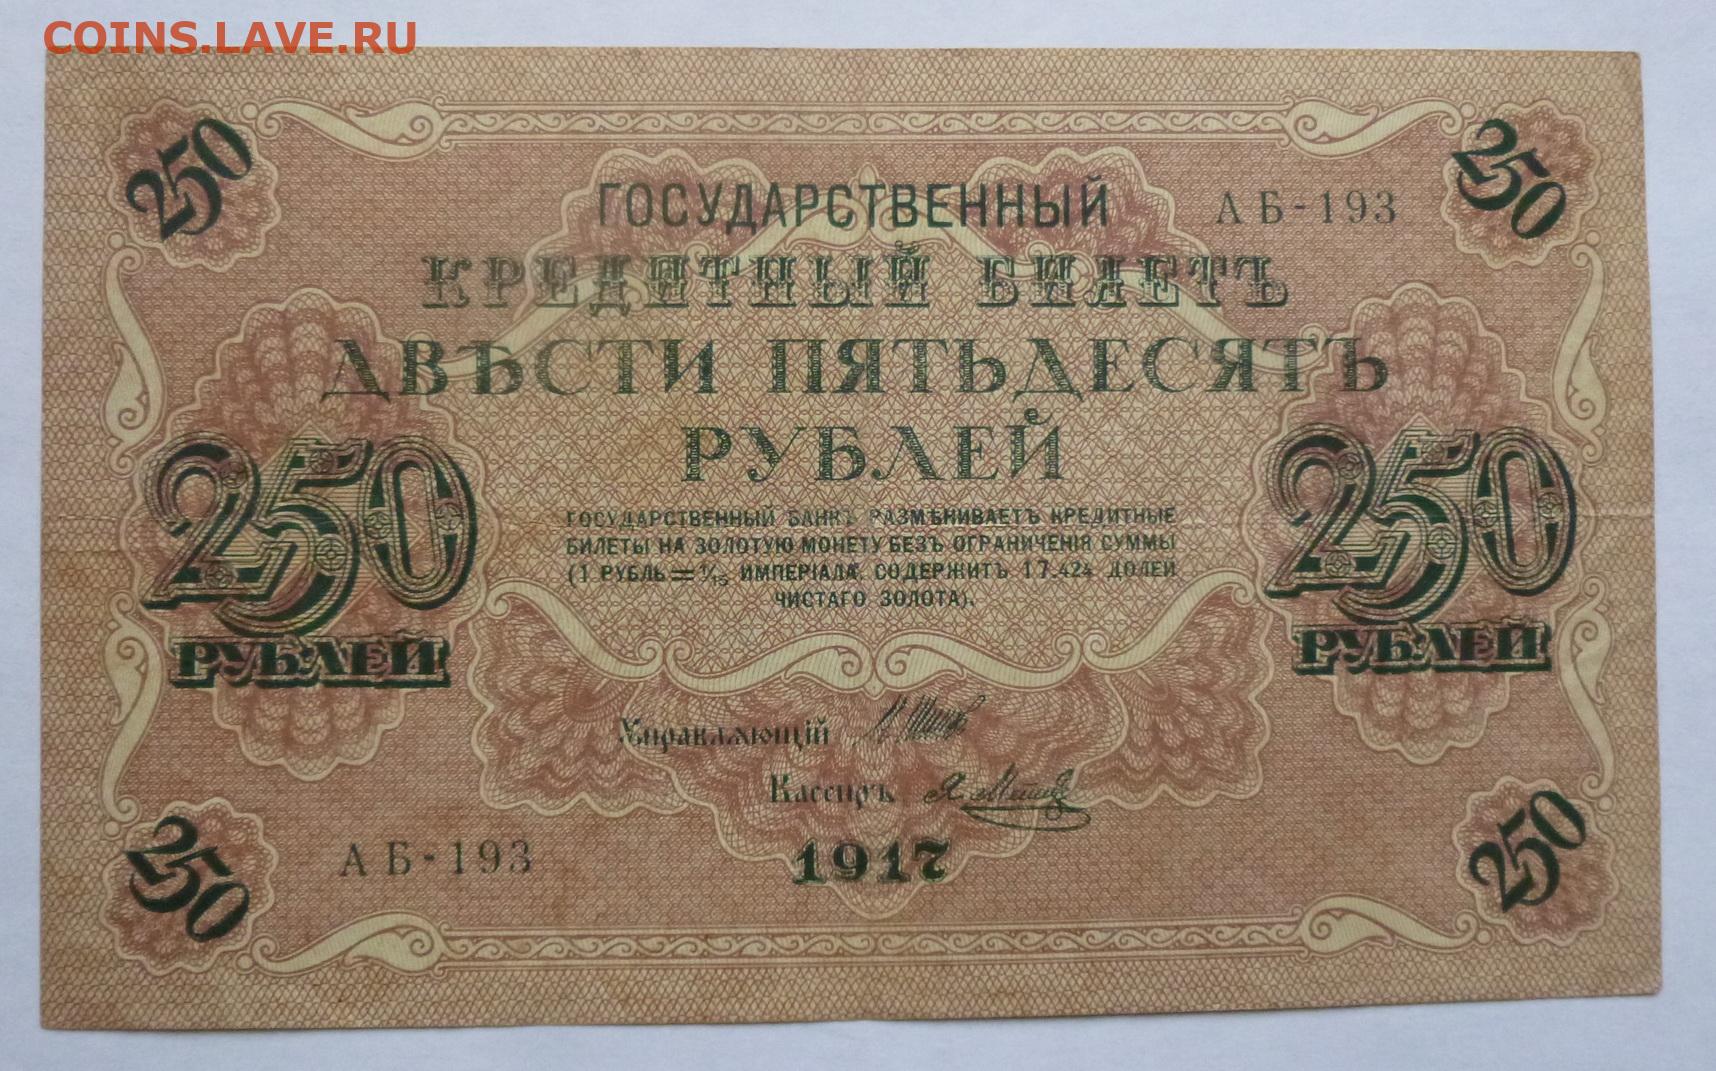 COINS.LAVE.RU
250
250
ГОСУДАРСТВЕННЫЙ
АБ-193
КРЕДИТНЫЙ БИЛЕТЪ
ДВѢСТИ ПЯТЬДЕСЯТЪ
РУБЛЕЙ
250
РУБЛЕЙ
250
РУБЛЕЙ
ГОСУДАРСТВЕННЫЙ БАНКЪ РАЗМѢНИВАЕТЪ КРЕДИТНЫЕ
БИЛЕТЫ НА ЗОЛОТУЮ МОНЕТУ БЕЗЪ ОГРАНИЧЕНІЯ СУММЫ
(1 РУБЛЬ = 1/15 ИМПЕРІАЛА, СОДЕРЖИТЪ 17.424 ДОЛЕЙ
ЧИСТАГО ЗОЛОТА).
Управляющій
Кассиръ
АБ-193
1917
250
250